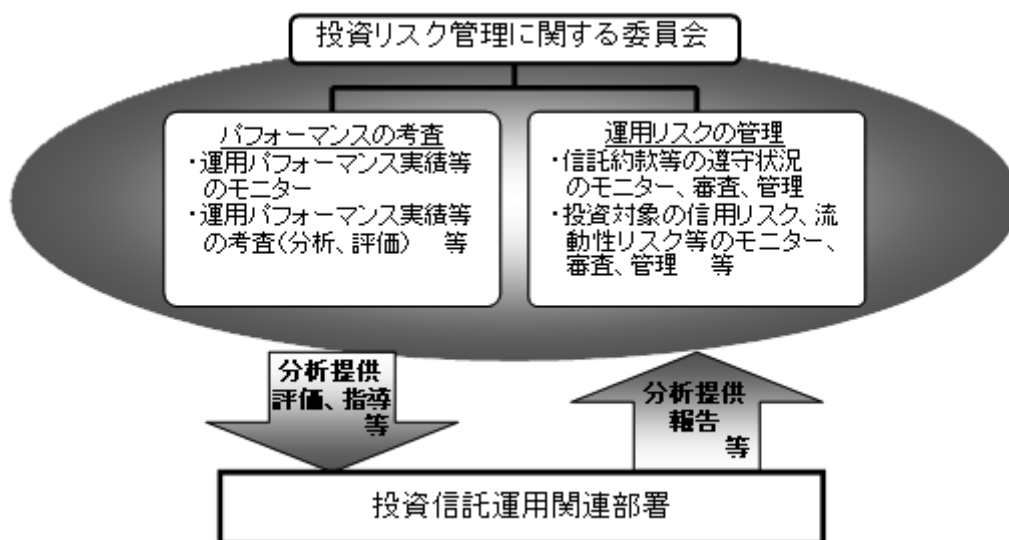 投資リスク管理に関する委員会
パフォーマンスの考査
・運用パフォーマンス実績等
のモニター
・運用パフォーマンス実績等
の考査(分析、評価) 等
運用リスクの管理
・信託約款等の遵守状況
のモニター、審査、管理
・投資対象の信用リスク、流
動性リスク等のモニター、
審査、管理 等
分析提供
評価、指導
等
分析提供
報告
等
投資信託運用関連部署